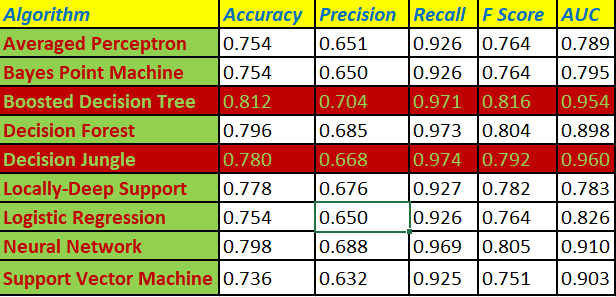 Algorithm Accuracy Precision Recall F Score AUC
Averaged Perceptron 0.754 0.651 0.926 0.764 0.789
Bayes Point Machine 0.754 0.650 0.926 0.764 0.795
Boosted Decision Tree 0.812 0.704 0.971 0.816 0.954
Decision Forest 0.796 0.685 0.973 0.804 0.898
Decision Jungle 0.780 0.668 0.974 0.792 0.960
Locally-Deep Support 0.778 0.676 0.927 0.782 0.783
Logistic Regression 0.754 0.650 0.926 0.764 0.826
Neural Network 0.798 0.688 0.969 0.805 0.910
Support Vector Machine 0.736 0.632 0.925 0.751 0.903